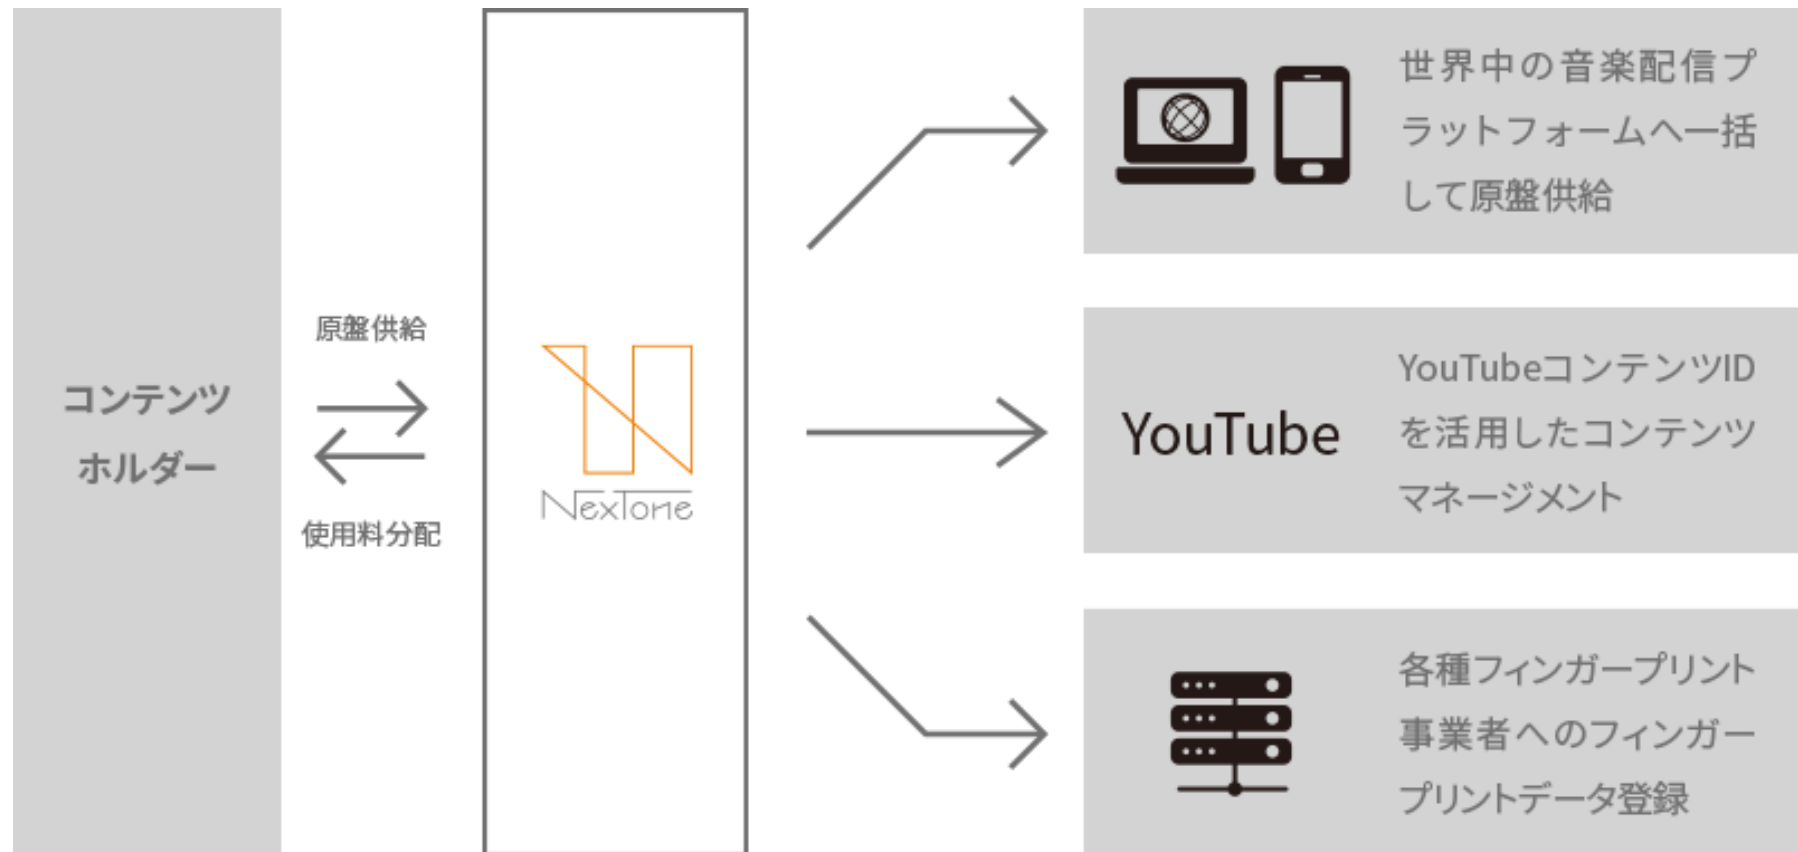 コンテンツ
ホルダー
原盤供給
使用料分配
NexTone
世界中の音楽配信プ
ラットフォームへ一括
して原盤供給
YouTube
YouTubeコンテンツID
を活用したコンテンツ
マネージメント
各種フィンガープリント
事業者へのフィンガー
プリントデータ登録